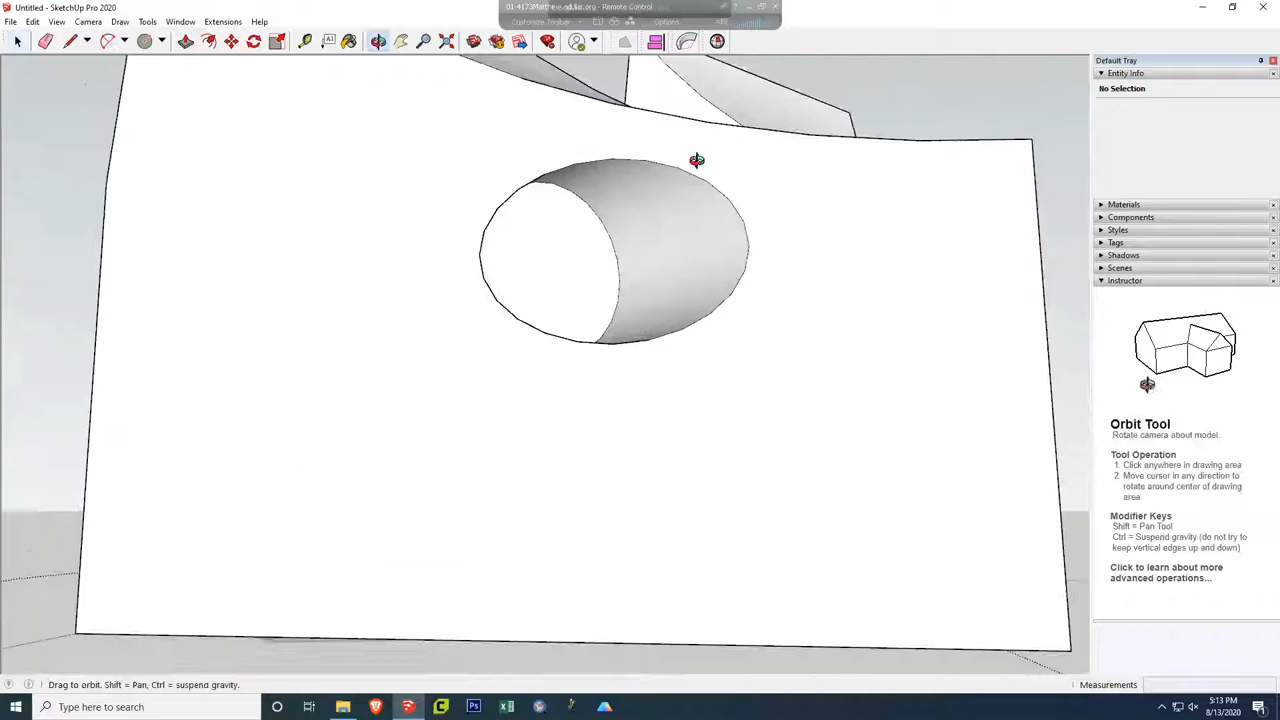 Untitled - SketchUp Pro 2020
Remote Control
File Edit View Camera Draw Tools Window Extensions Help
Customize Toolbar Options
Default Tray
Entity Info
No Selection
Materials
Components
Styles
Tags
Shadows
Scenes
Instructor
Orbit Tool
Rotate camera about model.
Tool Operation
1. Click anywhere in drawing area
2. Move cursor in any direction to
rotate around center of drawing
area
Modifier Keys
Shift = Pan Tool
Ctrl = Suspend gravity (do not try to
keep vertical edges up and down)
Click to learn about more
advanced operations...
Drag to orbit. Shift = Pan, Ctrl = suspend gravity.
Measurements
Type here to search
5:13 PM
8/13/2020